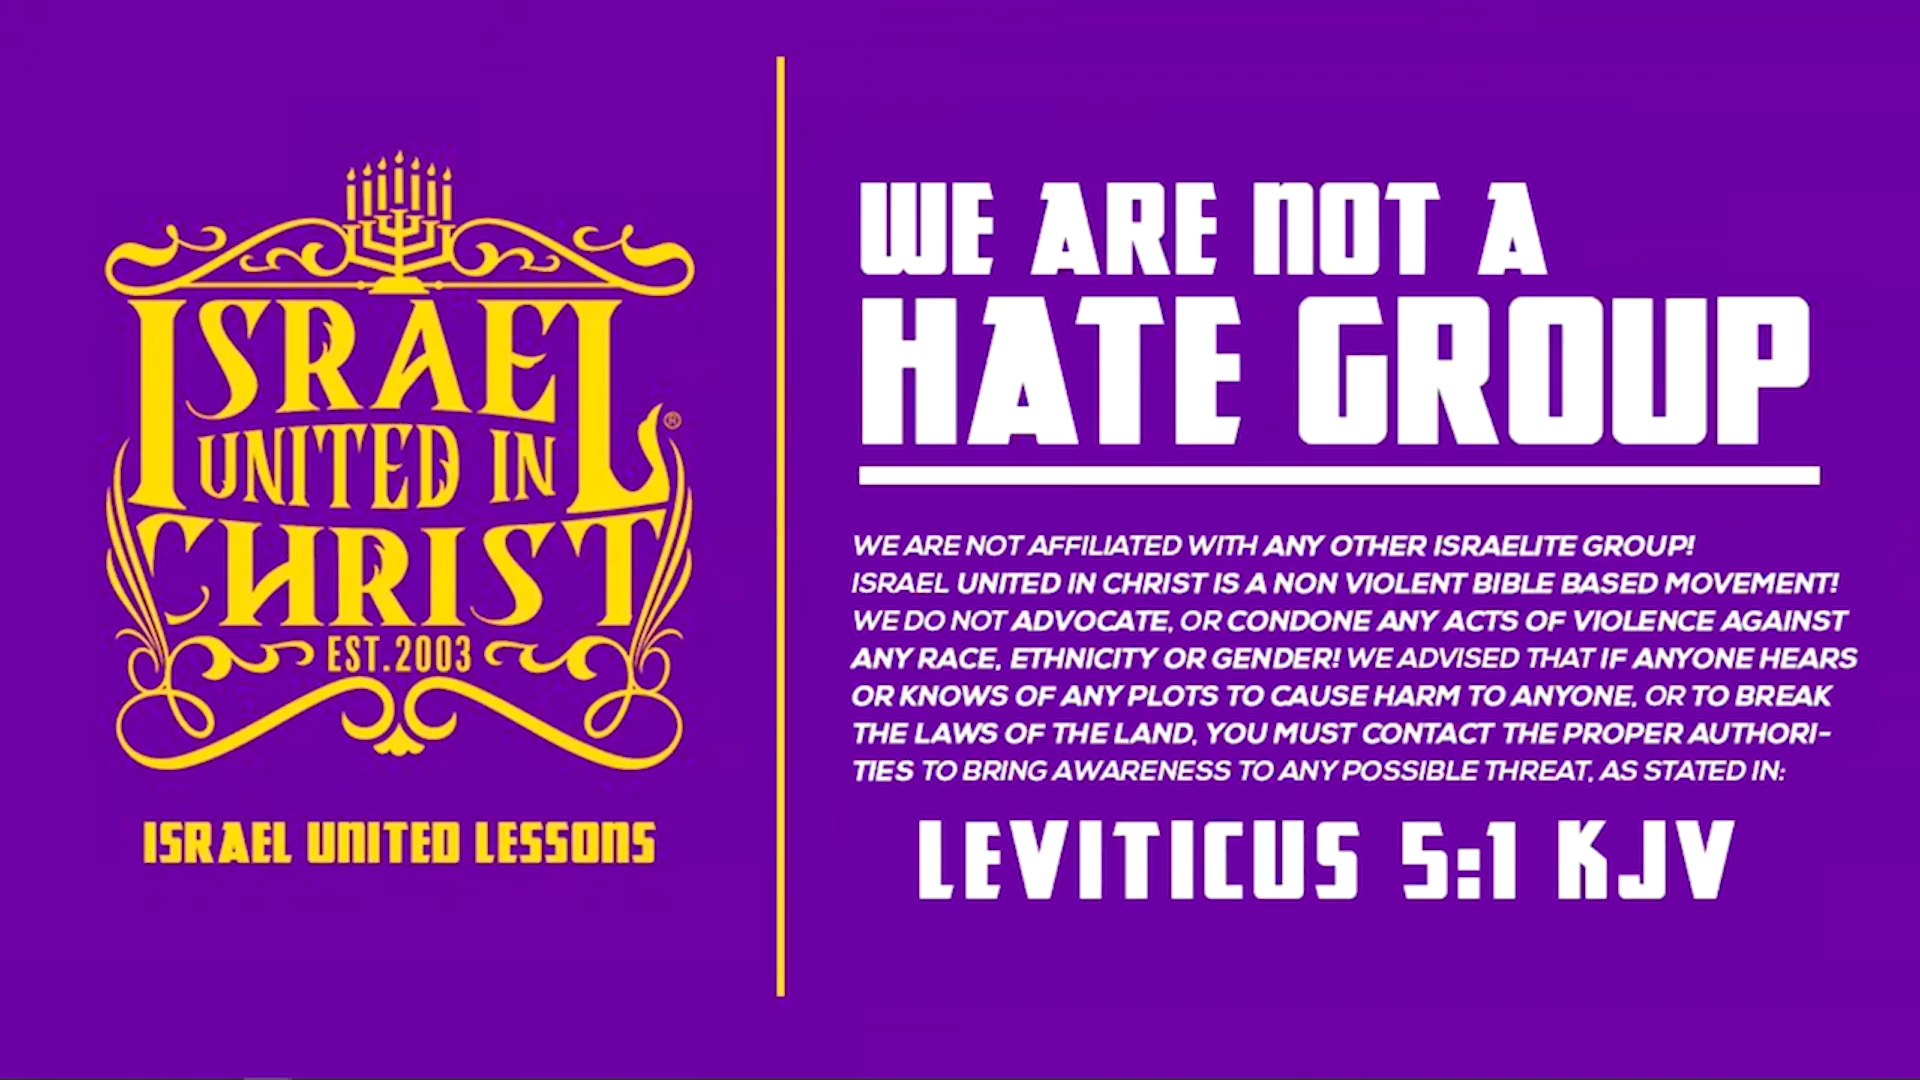 ISRAEL
UNITED IN
CHRIST
®
EST.2003
ISRAEL UNITED LESSONS
WE ARE NOT A
HATE GROUP
WE ARE NOT AFFILIATED WITH ANY OTHER ISRAELITE GROUP!
ISRAEL UNITED IN CHRIST IS A NON VIOLENT BIBLE BASED MOVEMENT!
WE DO NOT ADVOCATE, OR CONDONE ANY ACTS OF VIOLENCE AGAINST
ANY RACE, ETHNICITY OR GENDER! WE ADVISED THAT IF ANYONE HEARS
OR KNOWS OF ANY PLOTS TO CAUSE HARM TO ANYONE, OR TO BREAK
THE LAWS OF THE LAND, YOU MUST CONTACT THE PROPER AUTHORI-
TIES TO BRING AWARENESS TO ANY POSSIBLE THREAT, AS STATED IN:
LEVITICUS 5:1 KJV